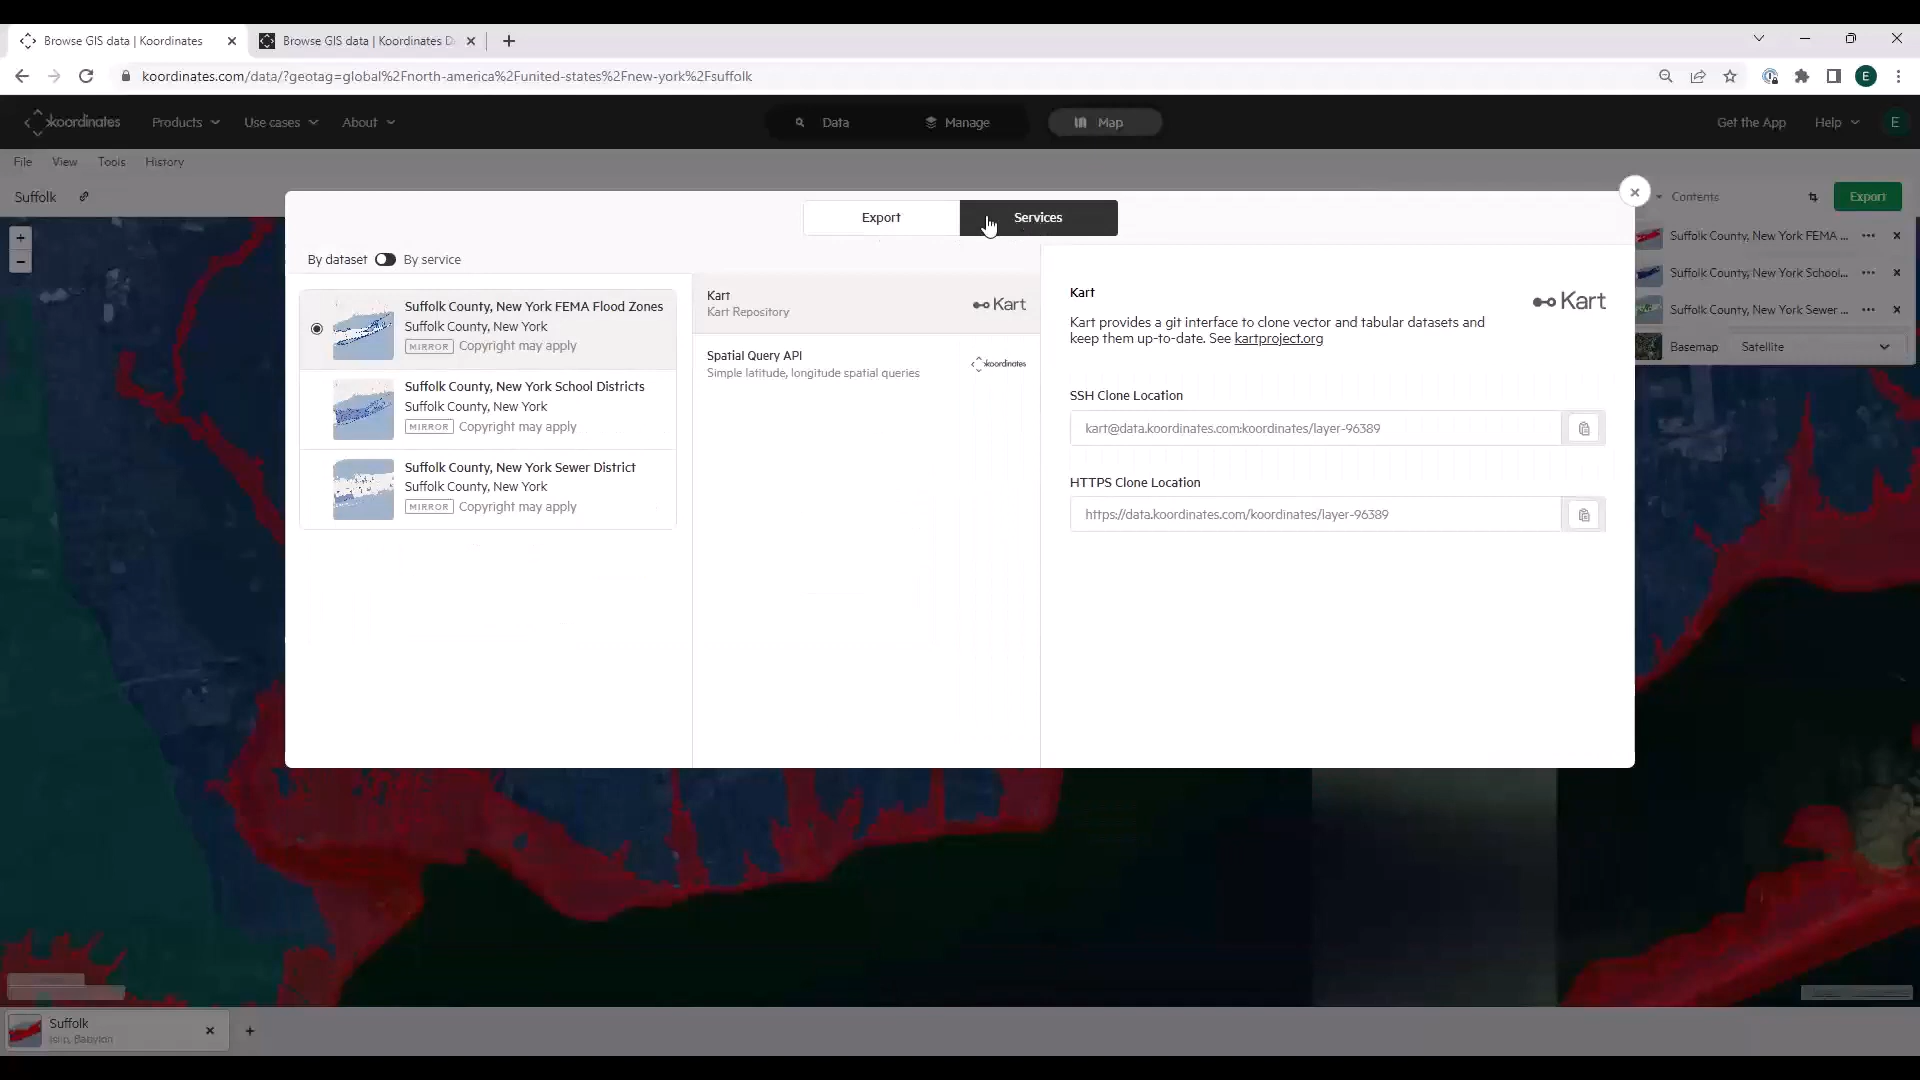 Browse GIS data | Koordinates
Browse GIS data | Koordinates D
koordinates.com/data/?geotag=global%2Fnorth-america%2Funited-states%2Fnew-york%2Fsuffolk
E
koordinates
Products
Use cases
About
Data
Manage
Map
Get the App
Help
E
File
View
Tools
History
Suffolk
Contents
Export
Export
Services
By dataset
By service
Suffolk County, New York FEMA Flood Zones
Suffolk County, New York
MIRROR
Copyright may apply
Suffolk County, New York School Districts
Suffolk County, New York
MIRROR
Copyright may apply
Suffolk County, New York Sewer District
Suffolk County, New York
MIRROR
Copyright may apply
Kart
Kart Repository
Kart
Spatial Query API
Simple latitude, longitude spatial queries
koordinates
Kart
Kart
Kart provides a git interface to clone vector and tabular datasets and
keep them up-to-date. See kartproject.org
SSH Clone Location
kart@data.koordinates.com:koordinates/layer-96389
HTTPS Clone Location
https://data.koordinates.com/koordinates/layer-96389
Suffolk County, New York FEMA ...
Suffolk County, New York School...
Suffolk County, New York Sewer ...
Basemap
Satellite
Suffolk
Islip, Babylon